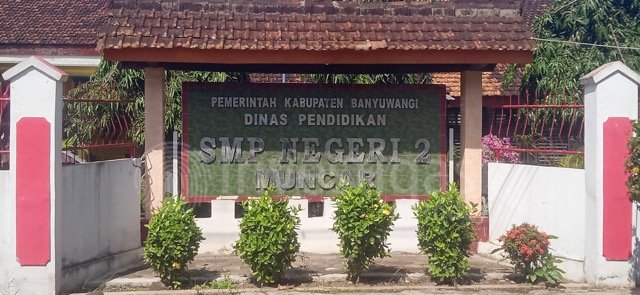 PEMERINTAH KABUPATEN BANYUWANGI
DINAS PENDIDIKAN
SMP NEGERI 2
MUNCAR